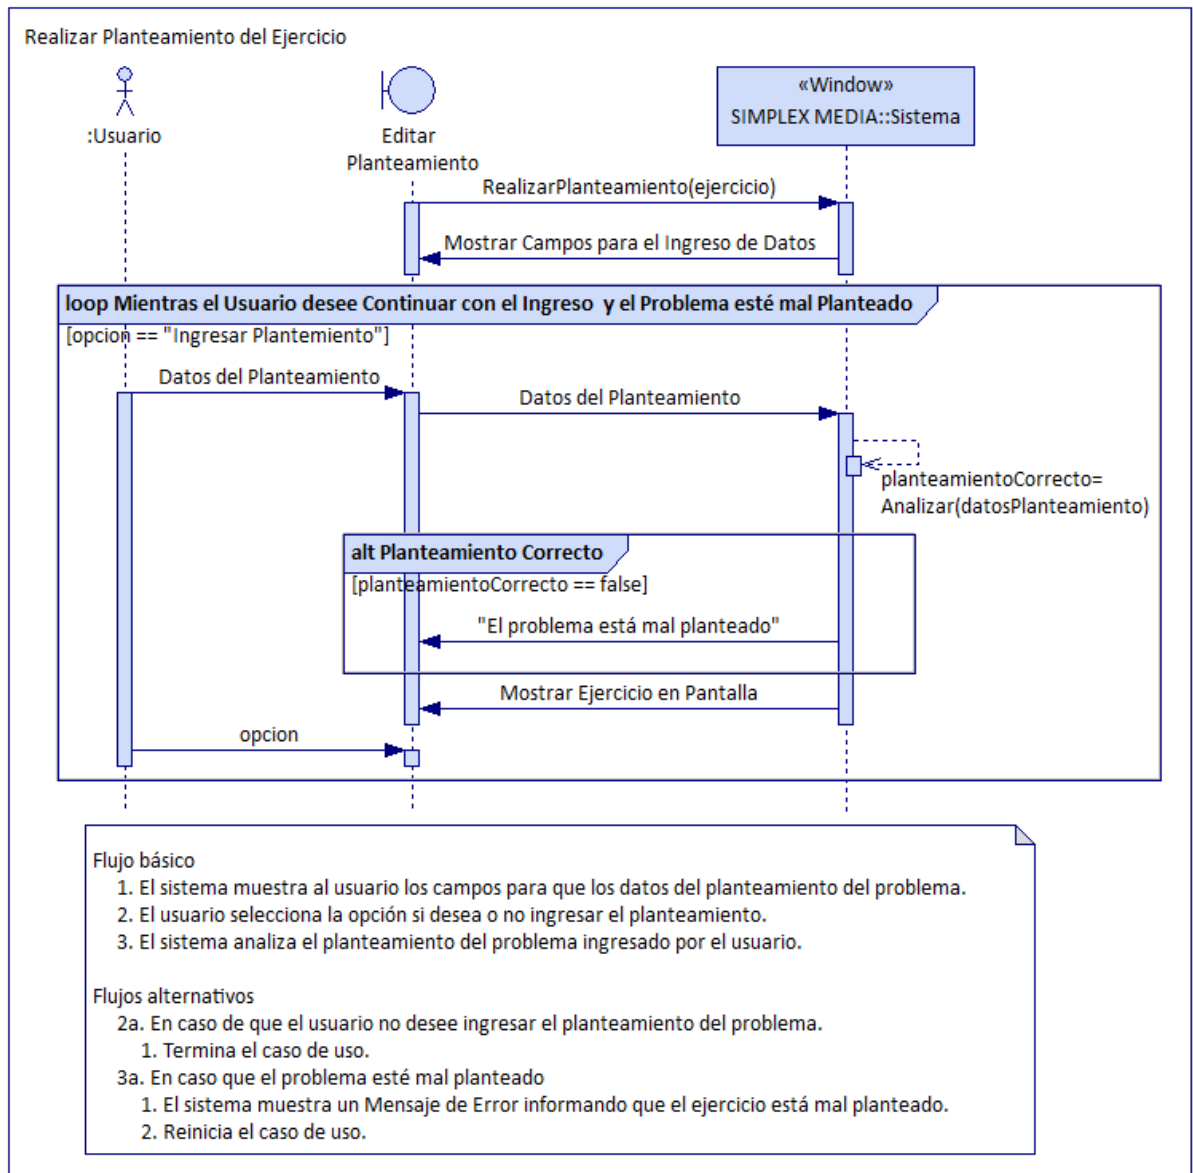 Realizar Planteamiento del Ejercicio
:Usuario
Editar
Planteamiento
«Window»
SIMPLEX MEDIA::Sistema
RealizarPlanteamiento(ejercicio)
Mostrar Campos para el Ingreso de Datos
loop Mientras el Usuario desee Continuar con el Ingreso y el Problema esté mal Planteado
[opcion == "Ingresar Plantemiento"]
Datos del Planteamiento
Datos del Planteamiento
planteamientoCorrecto=
Analizar(datosPlanteamiento)
alt Planteamiento Correcto
[planteamientoCorrecto == false]
"El problema está mal planteado"
Mostrar Ejercicio en Pantalla
opcion
Flujo básico
1. El sistema muestra al usuario los campos para que los datos del planteamiento del problema.
2. El usuario selecciona la opción si desea o no ingresar el planteamiento.
3. El sistema analiza el planteamiento del problema ingresado por el usuario.
Flujos alternativos
2a. En caso de que el usuario no desee ingresar el planteamiento del problema.
1. Termina el caso de uso.
3a. En caso que el problema esté mal planteado
1. El sistema muestra un Mensaje de Error informando que el ejercicio está mal planteado.
2. Reinicia el caso de uso.